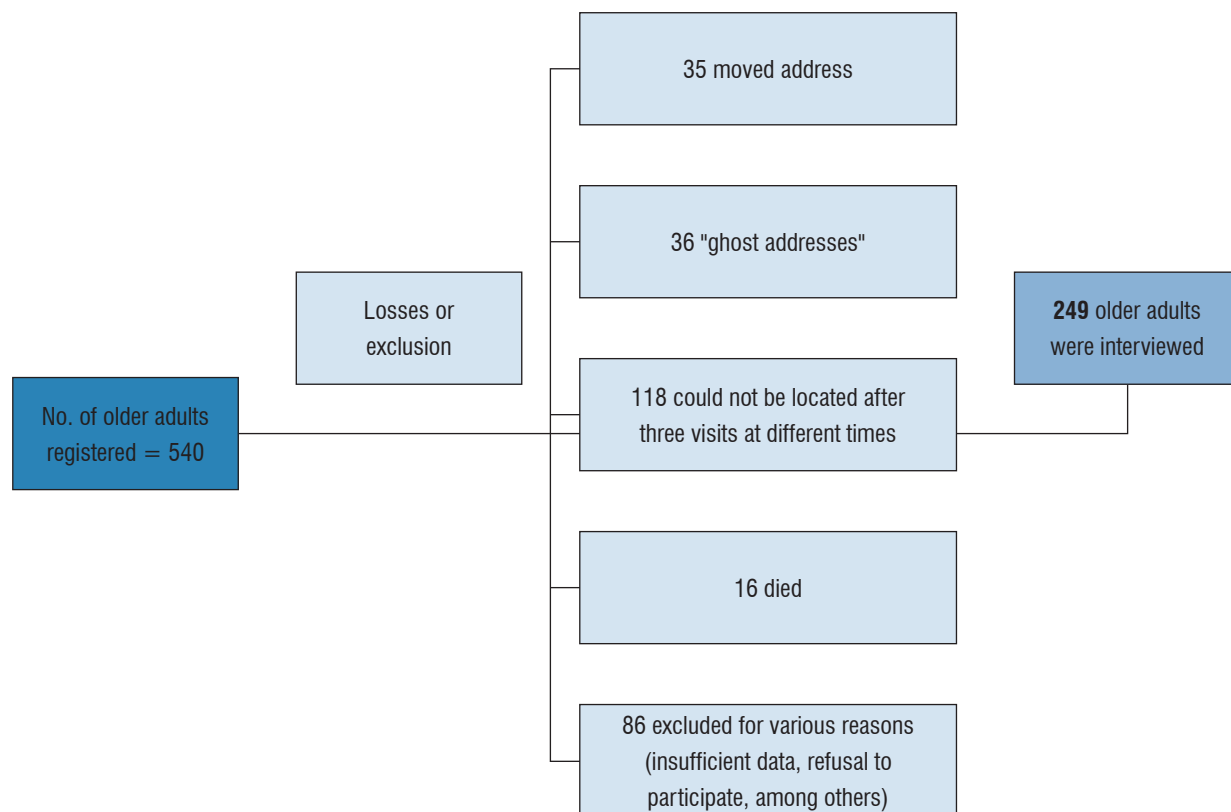 No. of older adults
registered = 540
Losses or
exclusion
35 moved address
36 "ghost addresses"
118 could not be located after
three visits at different times
16 died
86 excluded for various reasons
(insufficient data, refusal to
participate, among others)
249 older adults
were interviewed